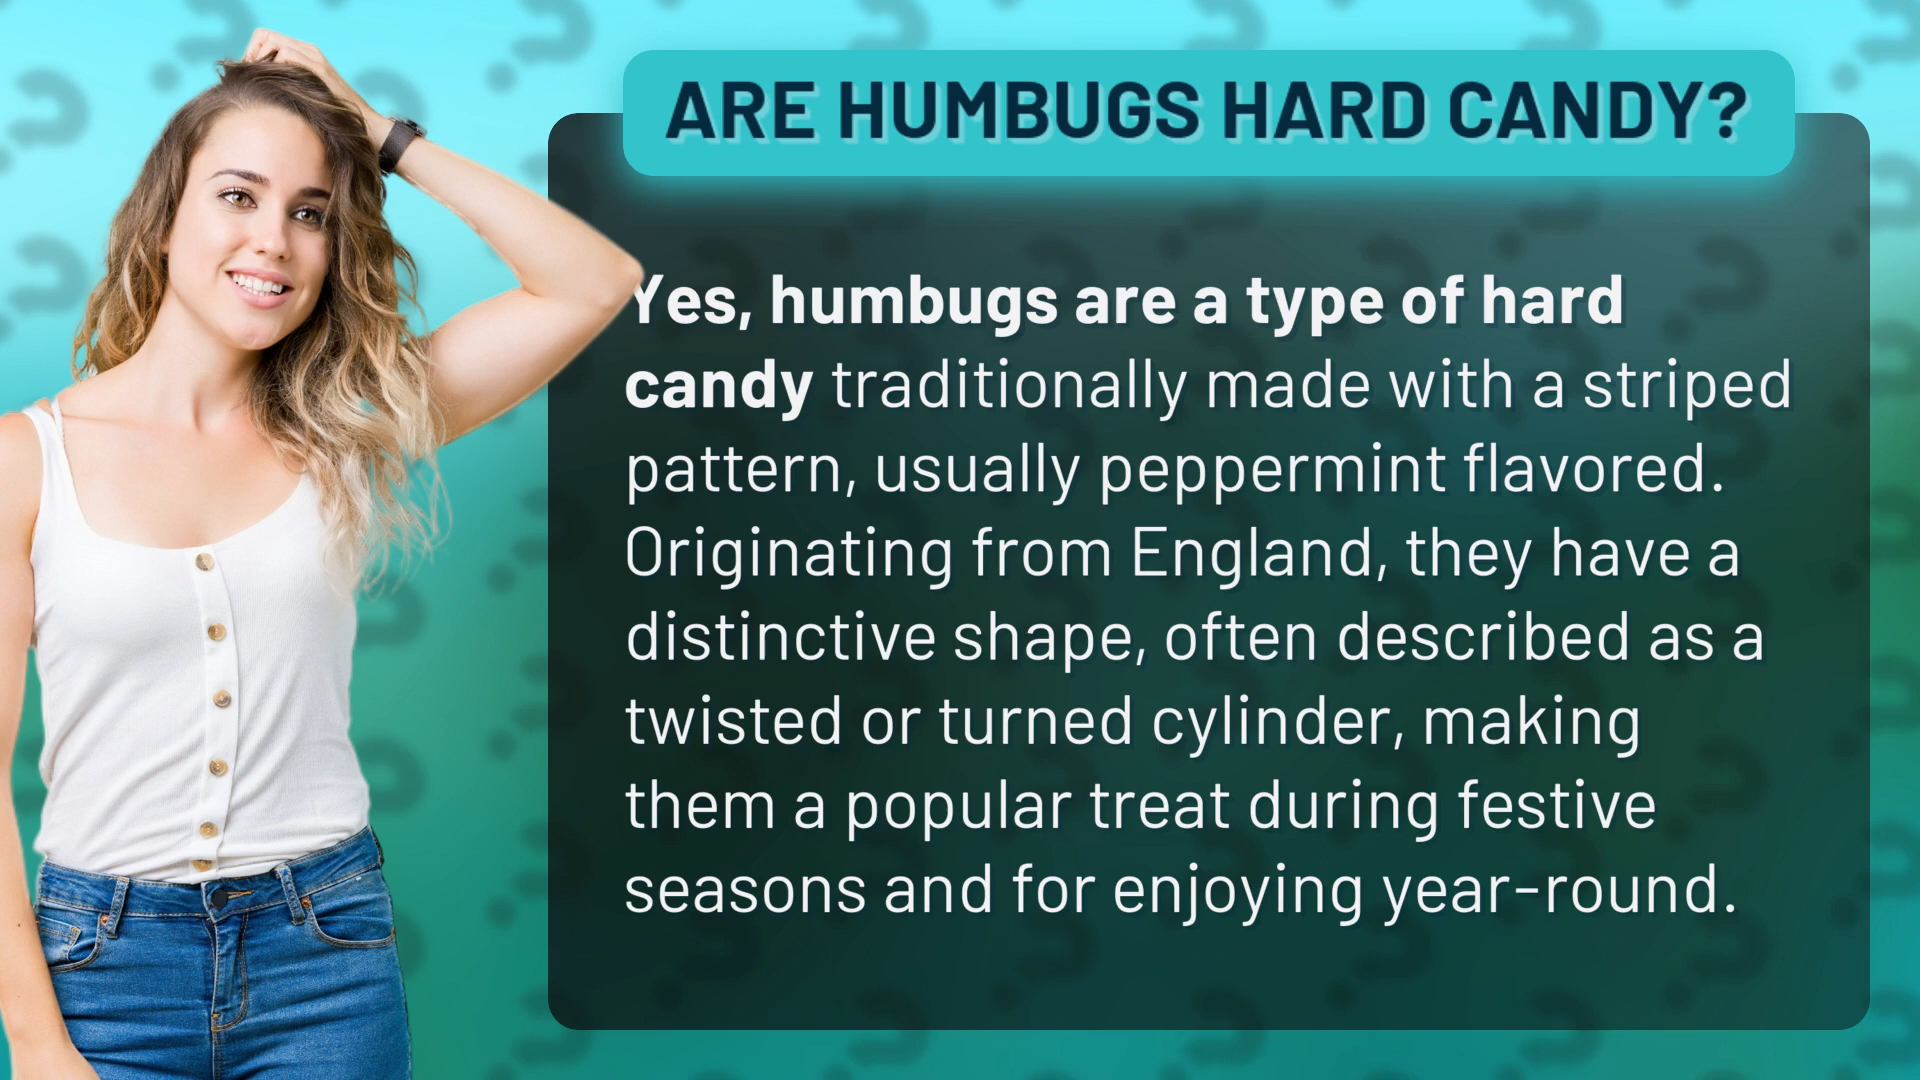 ARE HUMBUGS HARD CANDY?
Yes, humbugs are a type of hard
candy traditionally made with a striped
pattern, usually peppermint flavored.
Originating from England, they have a
distinctive shape, often described as a
twisted or turned cylinder, making
them a popular treat during festive
seasons and for enjoying year-round.